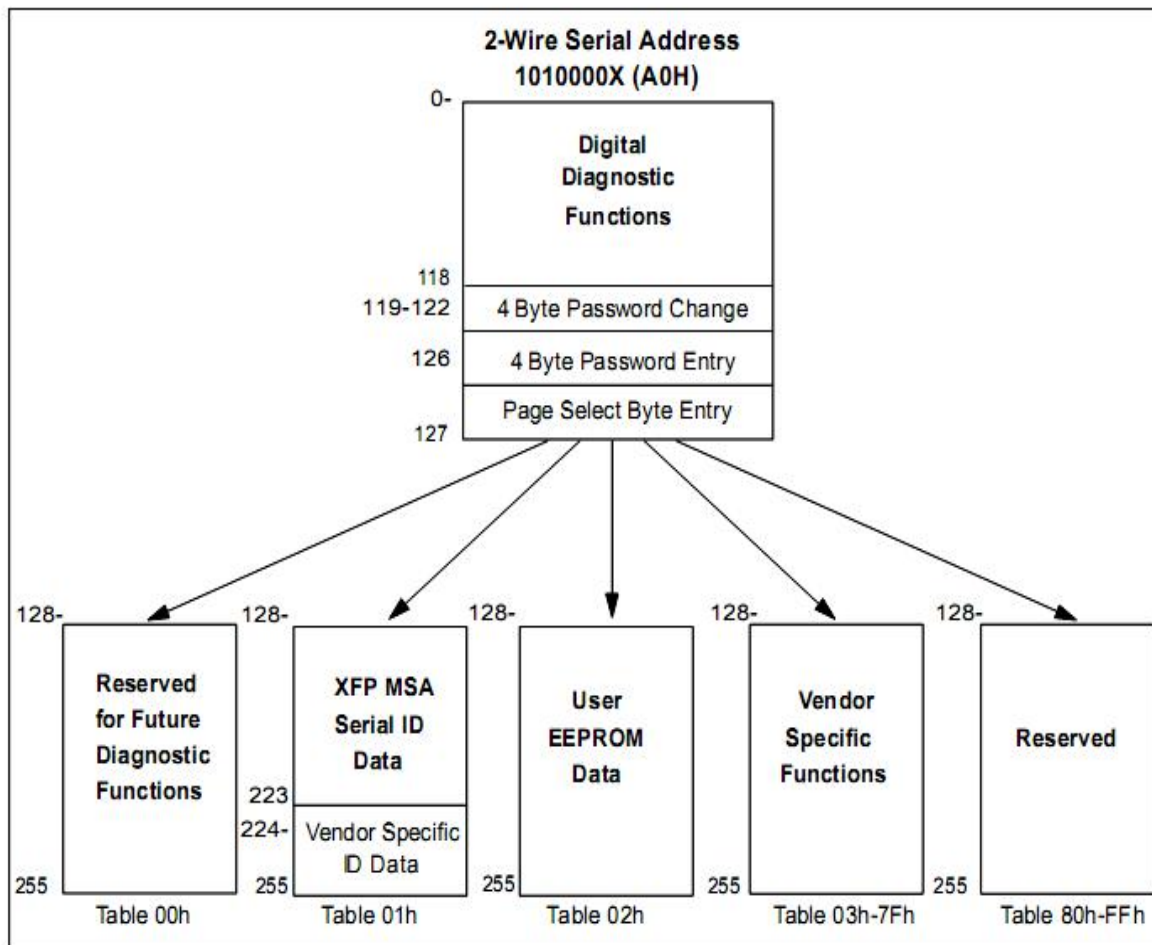 2-Wire Serial Address
1010000X (A0H)
0-
Digital
Diagnostic
Functions
118
119-122 4 Byte Password Change
126 4 Byte Password Entry
Page Select Byte Entry
127
128-
Reserved
for Future
Diagnostic
Functions
255
Table 00h
128-
XFP MSA
Serial ID
Data
223
224-
Vendor Specific
ID Data
255
Table 01h
128-
User
EEPROM
Data
255
Table 02h
128-
Vendor
Specific
Functions
255
Table 03h-7Fh
128-
Reserved
255
Table 80h-FFh